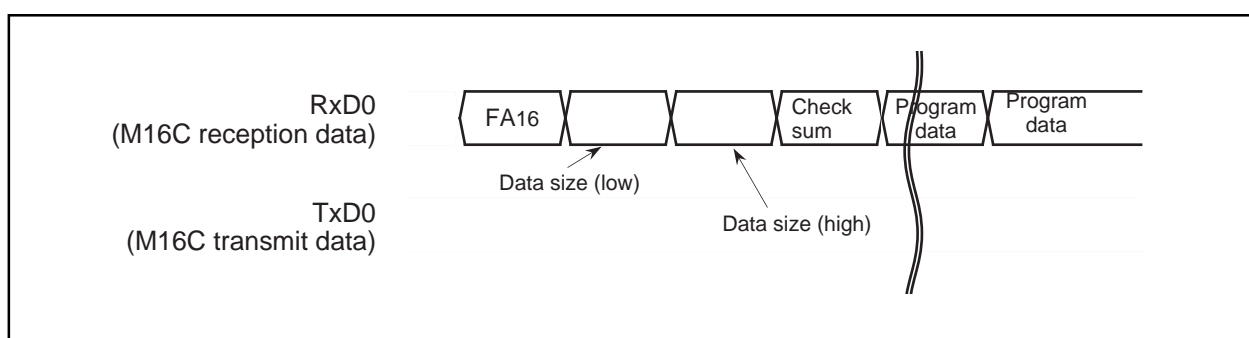 RxD0
(M16C reception data)
FA16
Check
sum
Program
data
Program
data
Data size (low)
Data size (high)
TxD0
(M16C transmit data)